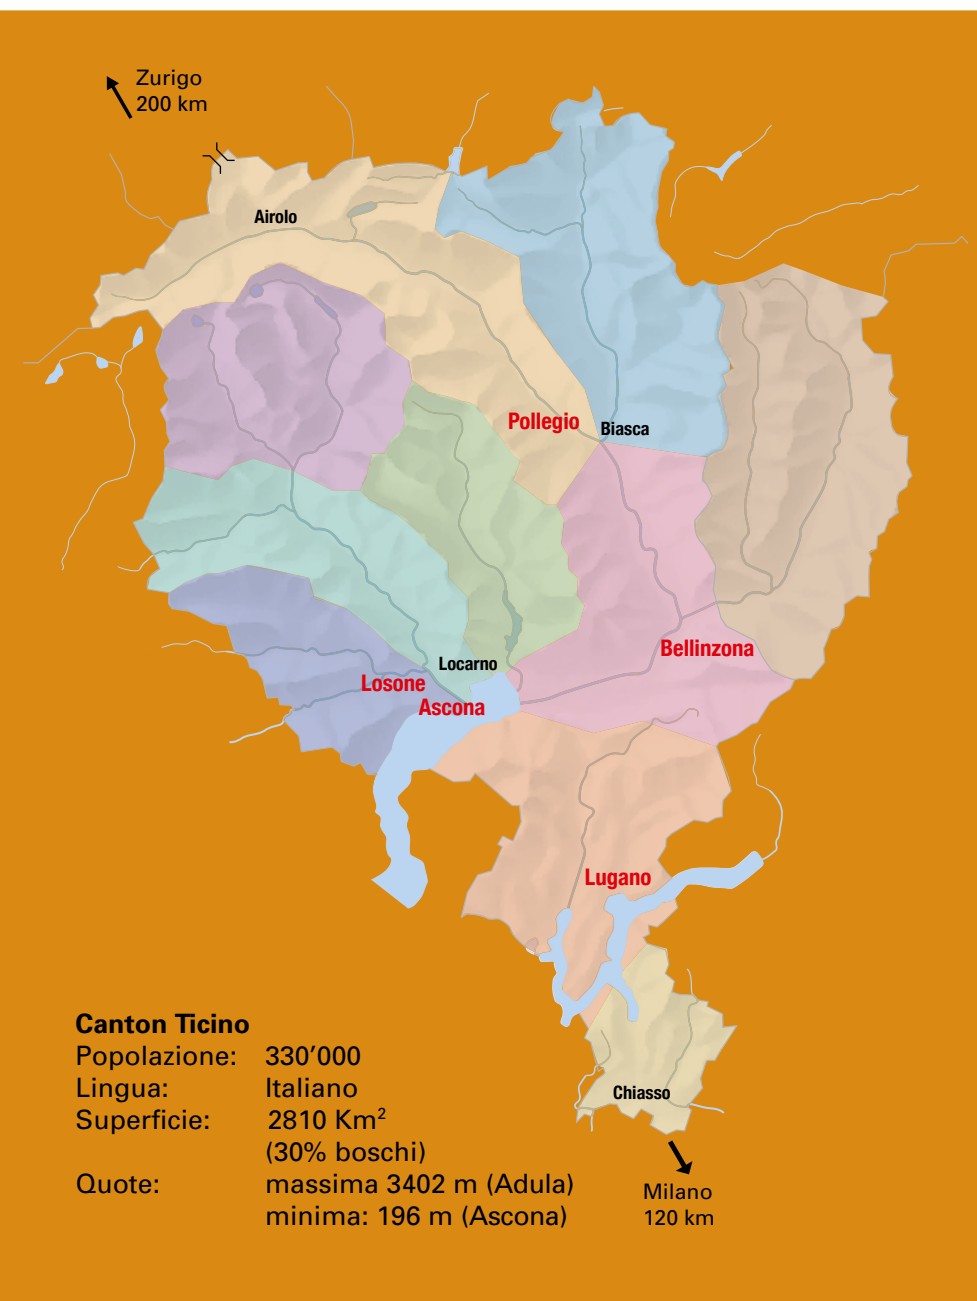 Zurigo
200 km
Airolo
Pollegio
Biasca
Bellinzona
Locarno
Losone
Ascona
Lugano
Canton Ticino
Popolazione: 330’000
Lingua: Italiano
Superficie: 2810 Km²
(30% boschi)
Quote: massima 3402 m (Adula)
minima: 196 m (Ascona)
Chiasso
Milano
120 km